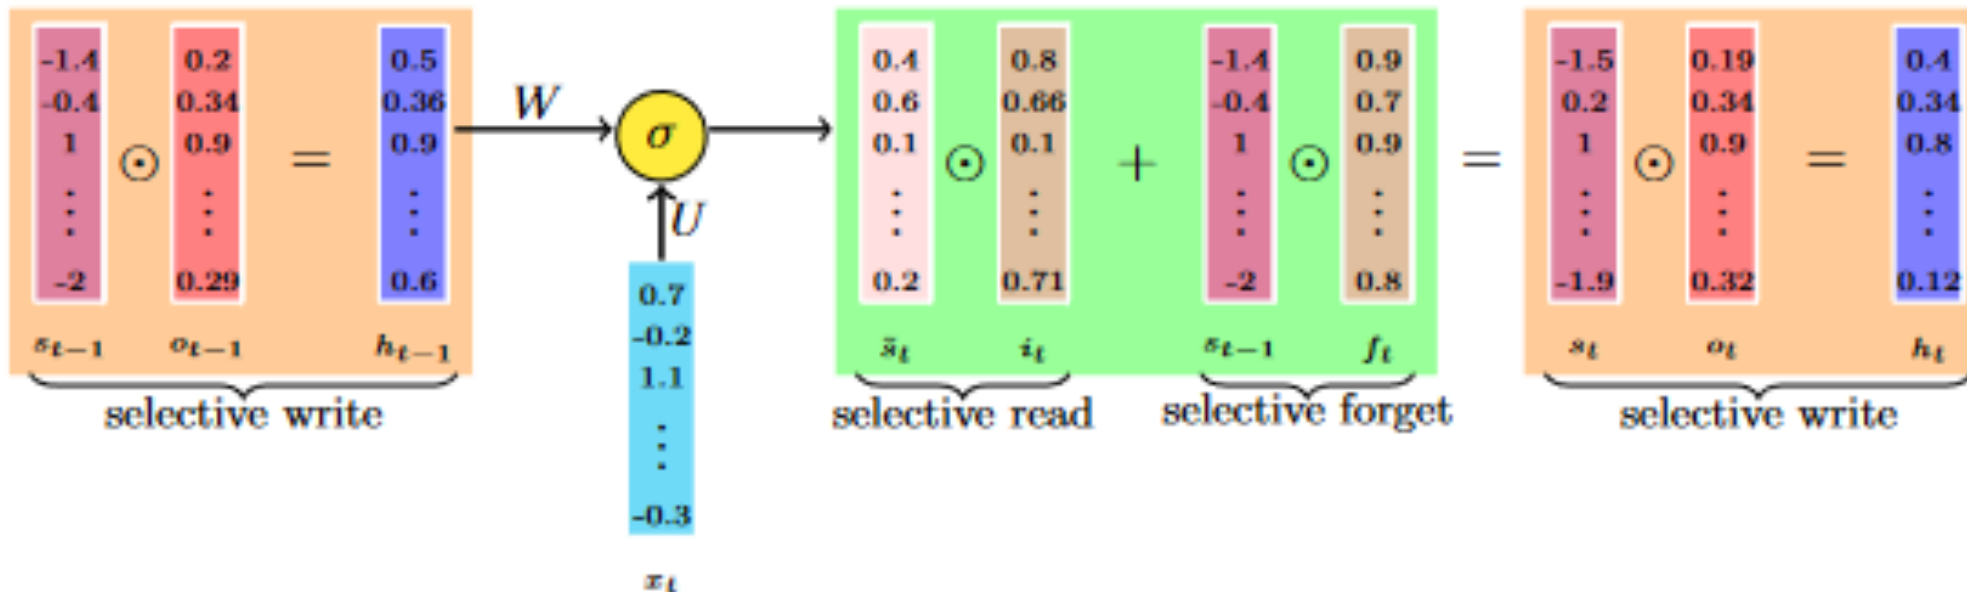 -1.4 0.2 0.5 0.4 0.8 -1.4 0.9 -1.5 0.19 0.4
-0.4 0.34 0.36 W 0.6 0.66 -0.4 0.7 0.2 0.34 0.34
1 ⊙ 0.9 = 0.9 σ 0.1 ⊙ 0.1 + 1 ⊙ 0.9 = 1 ⊙ 0.9 = 0.8
⋮ ⋮ ⋮ U ⋮ ⋮ ⋮ ⋮ ⋮ ⋮ ⋮
-2 0.29 0.6 0.2 0.71 -2 0.8 -1.9 0.32 0.12
s_{t-1} o_{t-1} h_{t-1} s̃_t i_t s_{t-1} f_t s_t o_t h_t
selective write selective read selective forget selective write
0.7
-0.2
1.1
⋮
-0.3
x_t